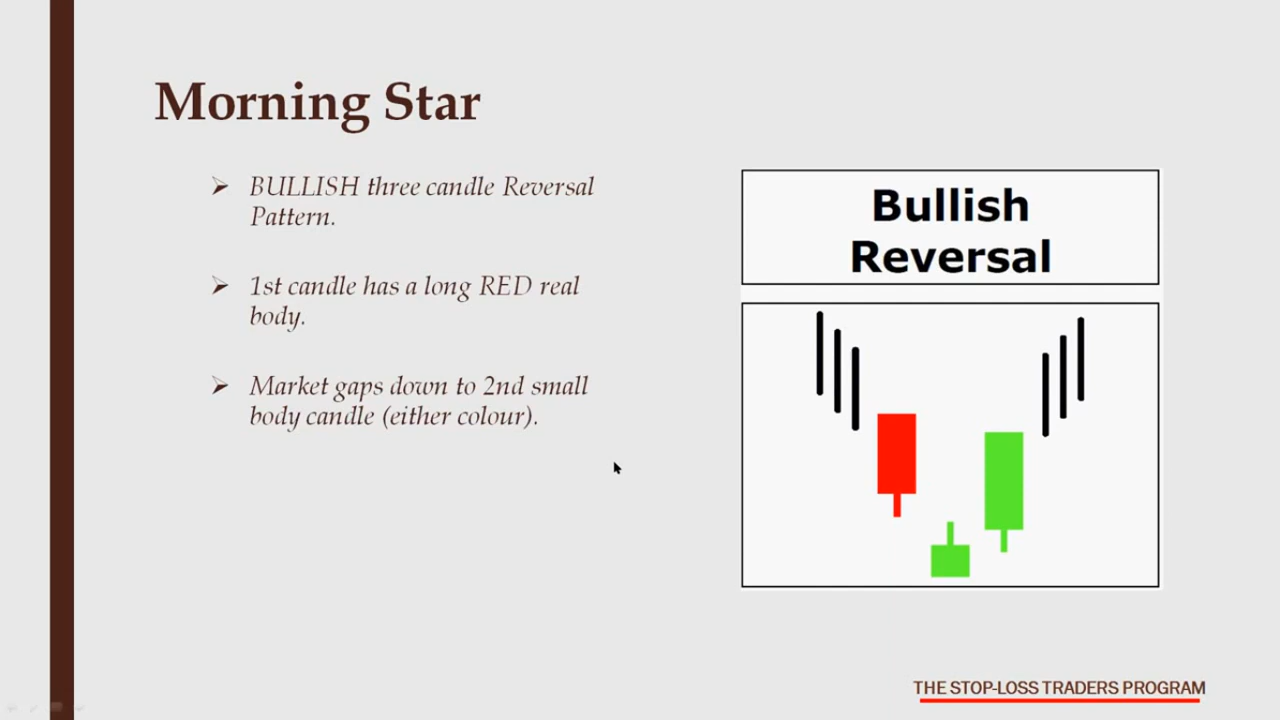 Morning Star
BULLISH three candle Reversal
Pattern.
1st candle has a long RED real
body.
Market gaps down to 2nd small
body candle (either colour).
Bullish
Reversal
THE STOP-LOSS TRADERS PROGRAM